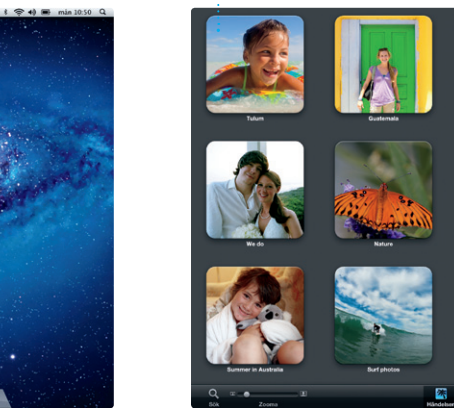 mån 10:50
Tulum
Guatemala
We do
Nature
Summer in Australia
Surf photos
Sök
Zooma
Händelser